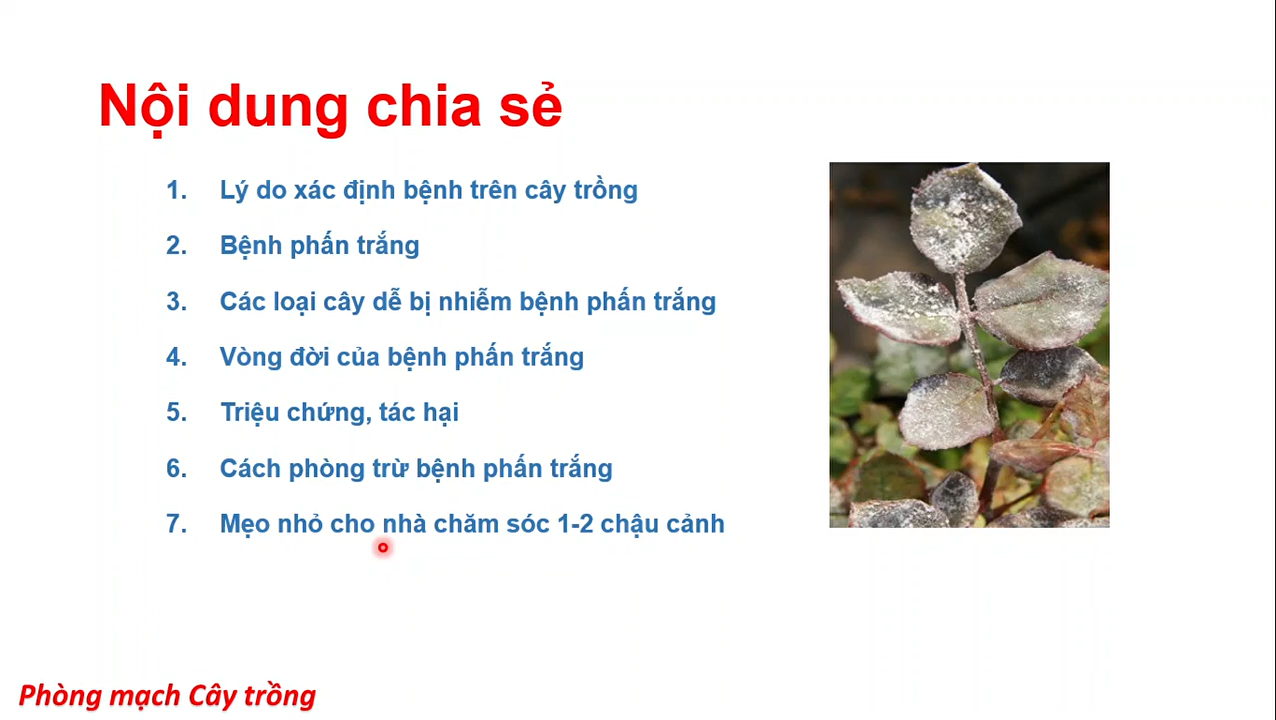 Nội dung chia sẻ
1. Lý do xác định bệnh trên cây trồng
2. Bệnh phấn trắng
3. Các loại cây dễ bị nhiễm bệnh phấn trắng
4. Vòng đời của bệnh phấn trắng
5. Triệu chứng, tác hại
6. Cách phòng trừ bệnh phấn trắng
7. Mẹo nhỏ cho nhà chăm sóc 1-2 chậu cảnh
Phòng mạch Cây trồng